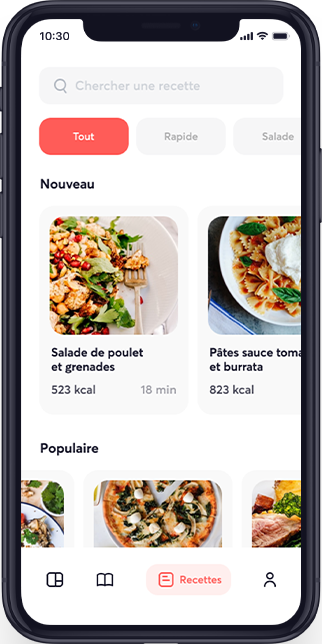 10:30
Chercher une recette
Tout Rapide Salade
Nouveau
Salade de poulet
et grenades
523 kcal 18 min
Pâtes sauce toma
et burrata
823 kcal
Populaire
Recettes